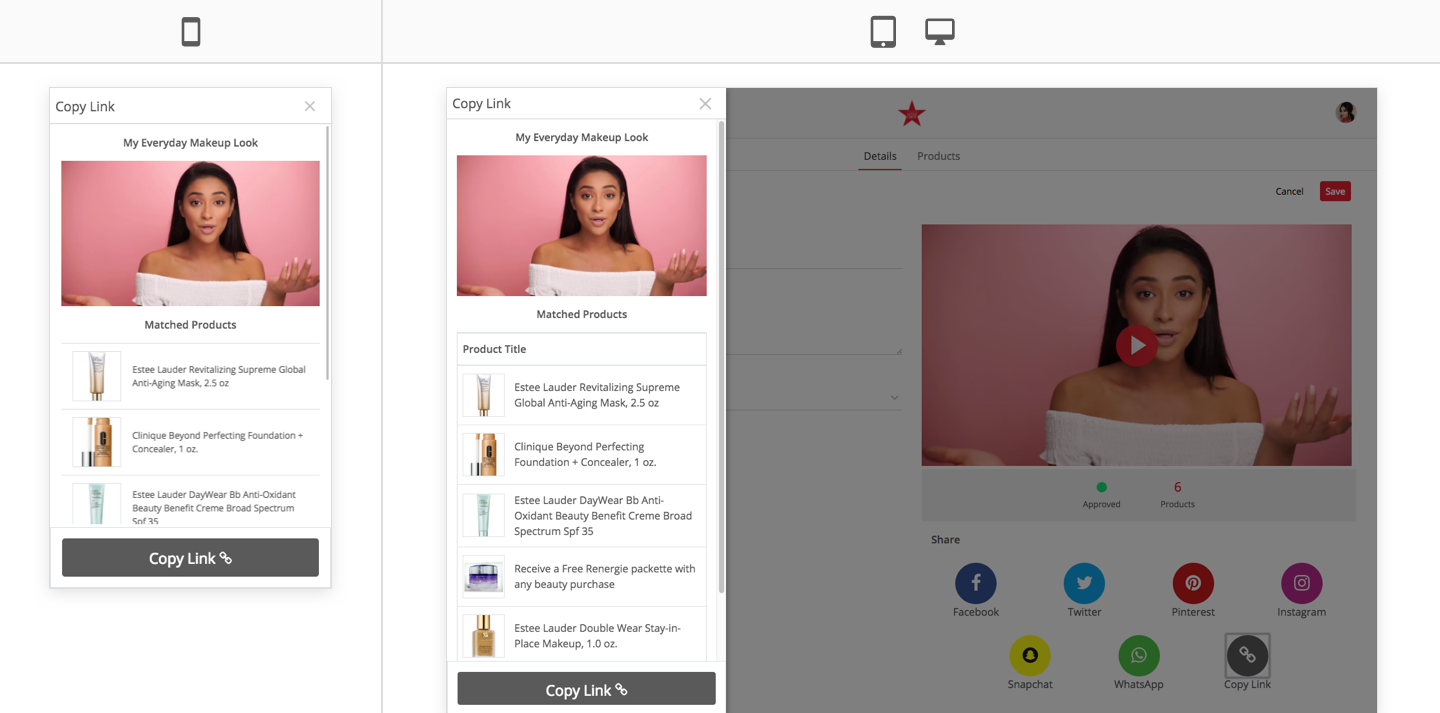 Copy Link
My Everyday Makeup Look
Matched Products
Estee Lauder Revitalizing Supreme Global
Anti-Aging Mask, 2.5 oz
Clinique Beyond Perfecting Foundation +
Concealer, 1 oz.
Estee Lauder DayWear Bb Anti-Oxidant
Beauty Benefit Creme Broad Spectrum
Spf 35
Copy Link
Copy Link
My Everyday Makeup Look
Matched Products
Product Title
Estee Lauder Revitalizing Supreme
Global Anti-Aging Mask, 2.5 oz
Clinique Beyond Perfecting
Foundation + Concealer, 1 oz.
Estee Lauder DayWear Bb Anti-
Oxidant Beauty Benefit Creme Broad
Spectrum Spf 35
Receive a Free Renergie packette with
any beauty purchase
Estee Lauder Double Wear Stay-in-
Place Makeup, 1.0 oz.
Copy Link
Details Products
Cancel Save
6
Approved Products
Share
Facebook Twitter Pinterest Instagram
Snapchat WhatsApp Copy Link